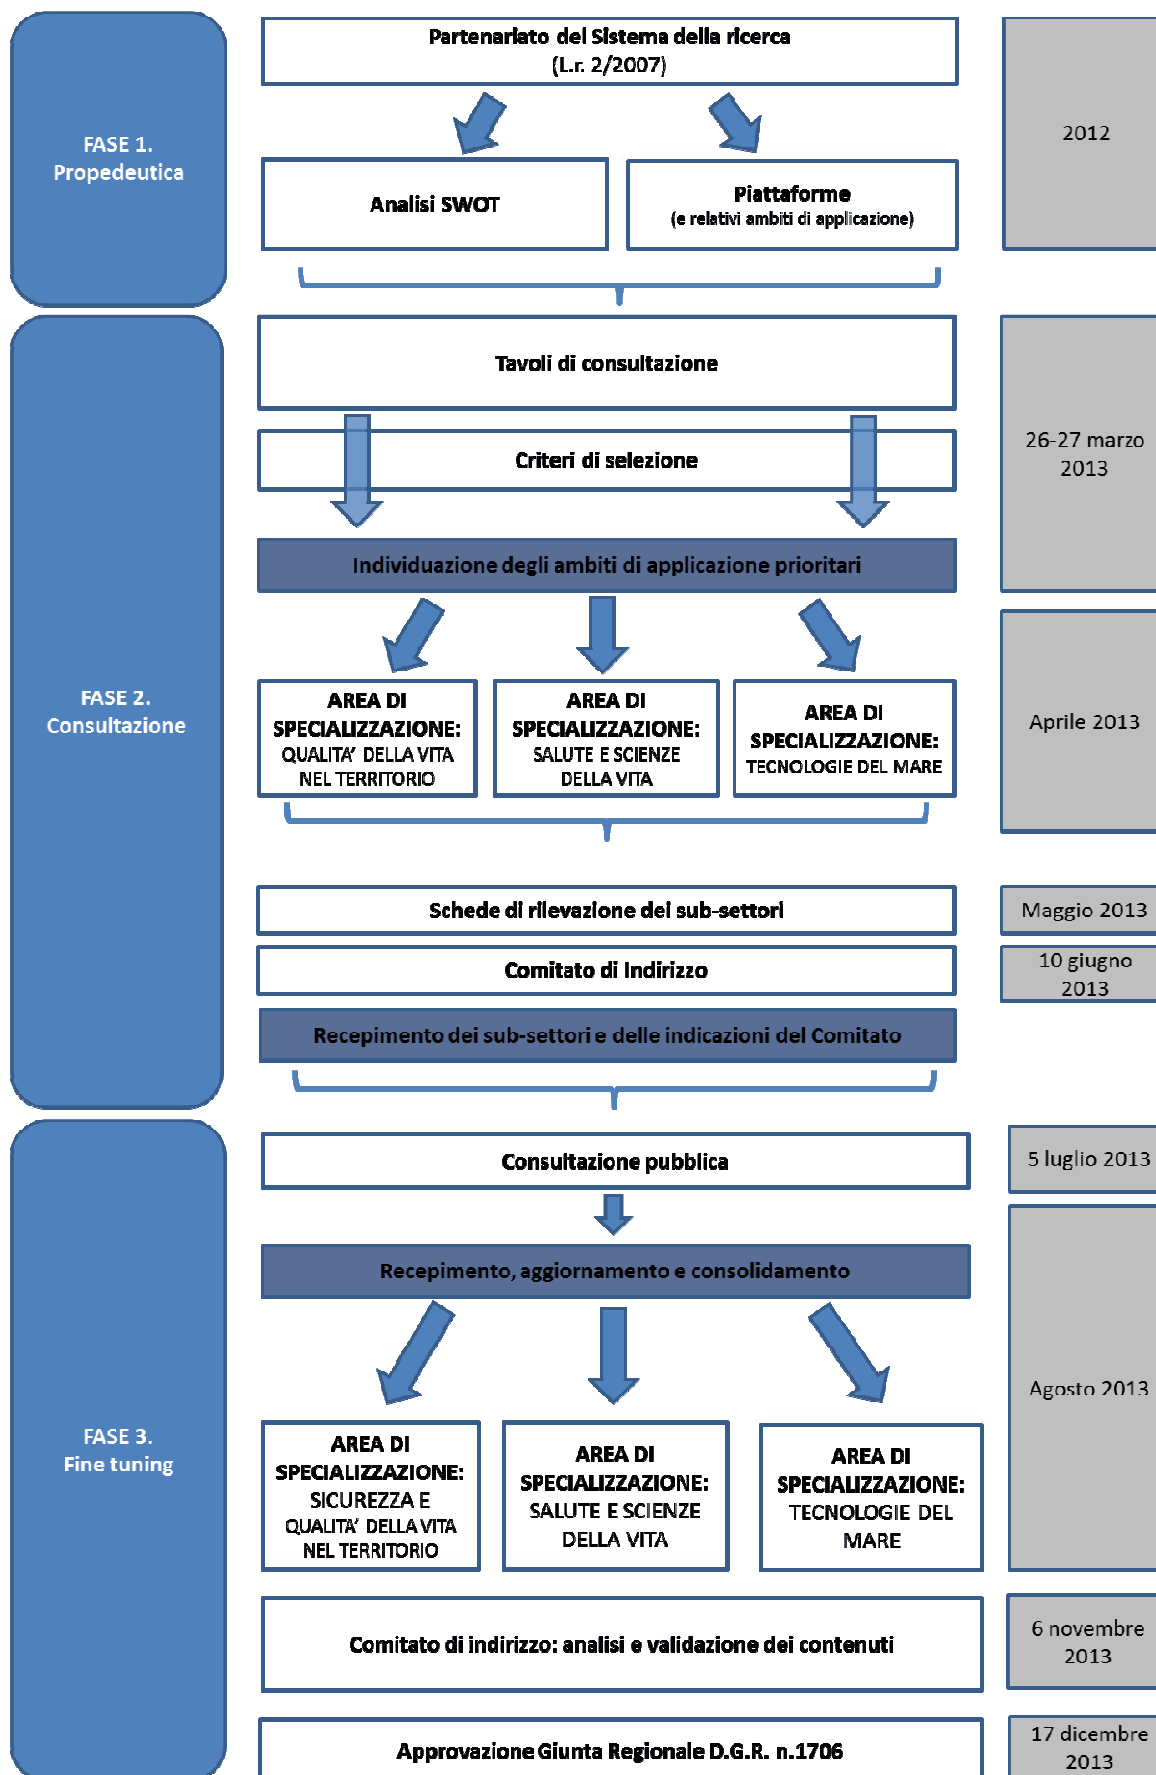 FASE 1.
Propedeutica
Partenariato del Sistema della ricerca
(L.r. 2/2007)
Analisi SWOT
Piattaforme
(e relativi ambiti di applicazione)
2012
FASE 2.
Consultazione
Tavoli di consultazione
Criteri di selezione
Individuazione degli ambiti di applicazione prioritari
26-27 marzo
2013
AREA DI
SPECIALIZZAZIONE:
QUALITA' DELLA VITA
NEL TERRITORIO
AREA DI
SPECIALIZZAZIONE:
SALUTE E SCIENZE
DELLA VITA
AREA DI
SPECIALIZZAZIONE:
TECNOLOGIE DEL MARE
Aprile 2013
Schede di rilevazione dei sub-settori
Maggio 2013
Comitato di Indirizzo
10 giugno
2013
Recepimento dei sub-settori e delle indicazioni del Comitato
FASE 3.
Fine tuning
Consultazione pubblica
5 luglio 2013
Recepimento, aggiornamento e consolidamento
AREA DI
SPECIALIZZAZIONE:
SICUREZZA E
QUALITA' DELLA VITA
NEL TERRITORIO
AREA DI
SPECIALIZZAZIONE:
SALUTE E SCIENZE
DELLA VITA
AREA DI
SPECIALIZZAZIONE:
TECNOLOGIE DEL
MARE
Agosto 2013
Comitato di indirizzo: analisi e validazione dei contenuti
6 novembre
2013
Approvazione Giunta Regionale D.G.R. n.1706
17 dicembre
2013